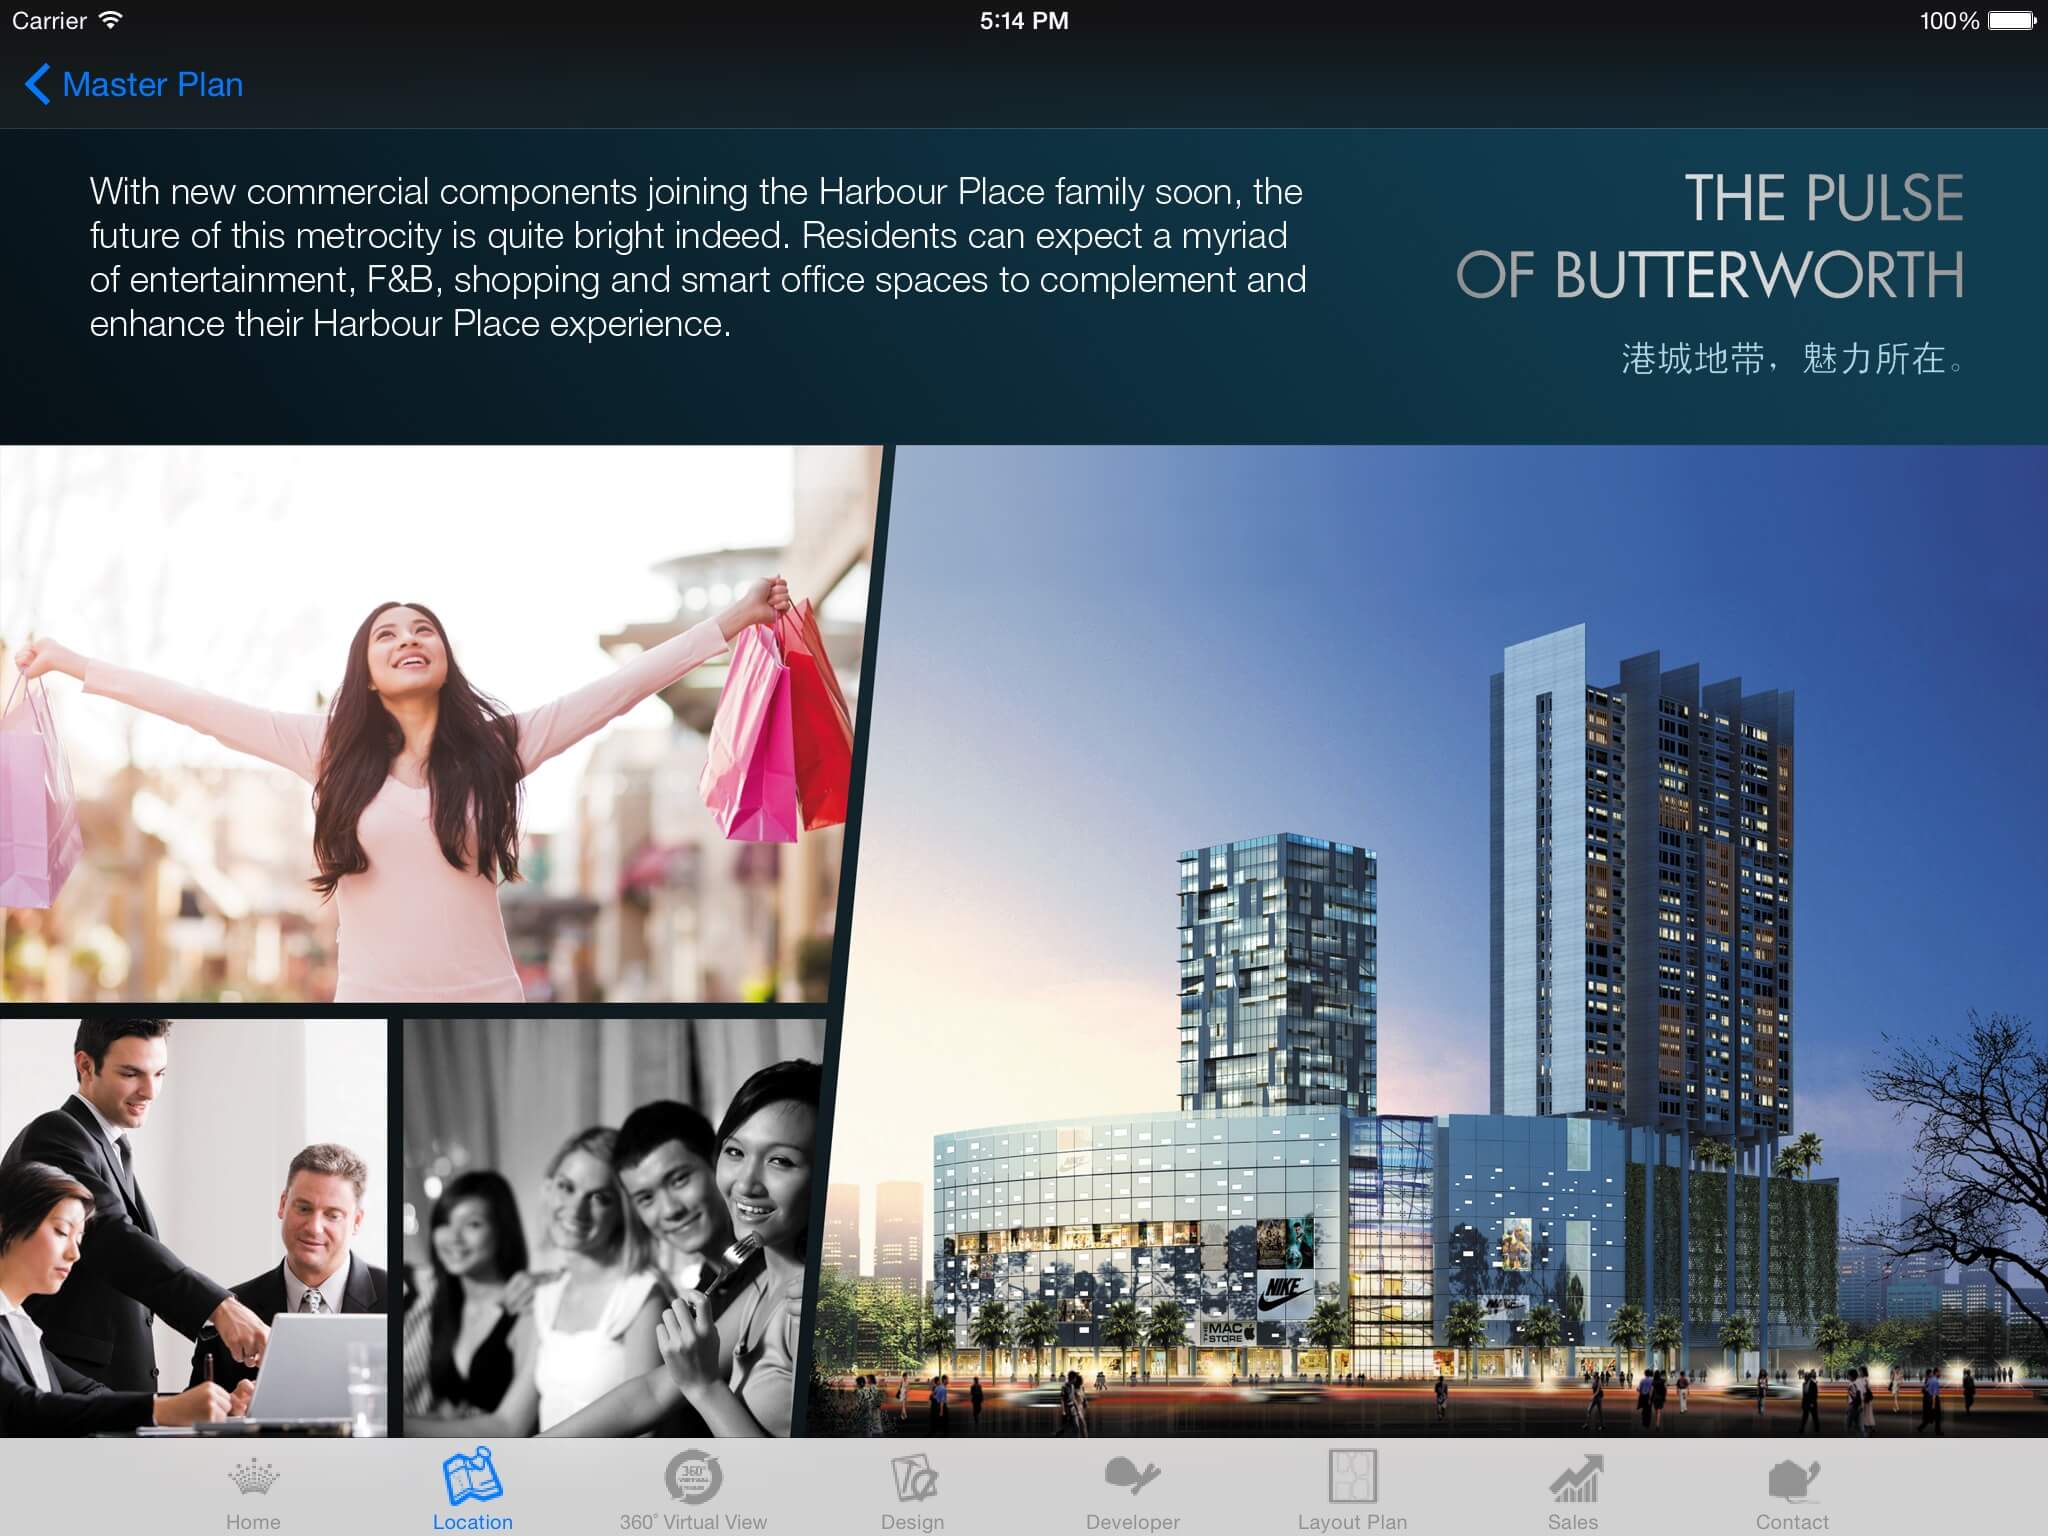 Carrier
5:14 PM
100%
Master Plan
With new commercial components joining the Harbour Place family soon, the
future of this metrocity is quite bright indeed. Residents can expect a myriad
of entertainment, F&B, shopping and smart office spaces to complement and
enhance their Harbour Place experience.
THE PULSE
OF BUTTERWORTH
港城地带，魅力所在。
NIKE
THE MAC
STORE
360°
VIRTUAL
Home
Location
360° Virtual View
Design
Developer
Layout Plan
Sales
Contact